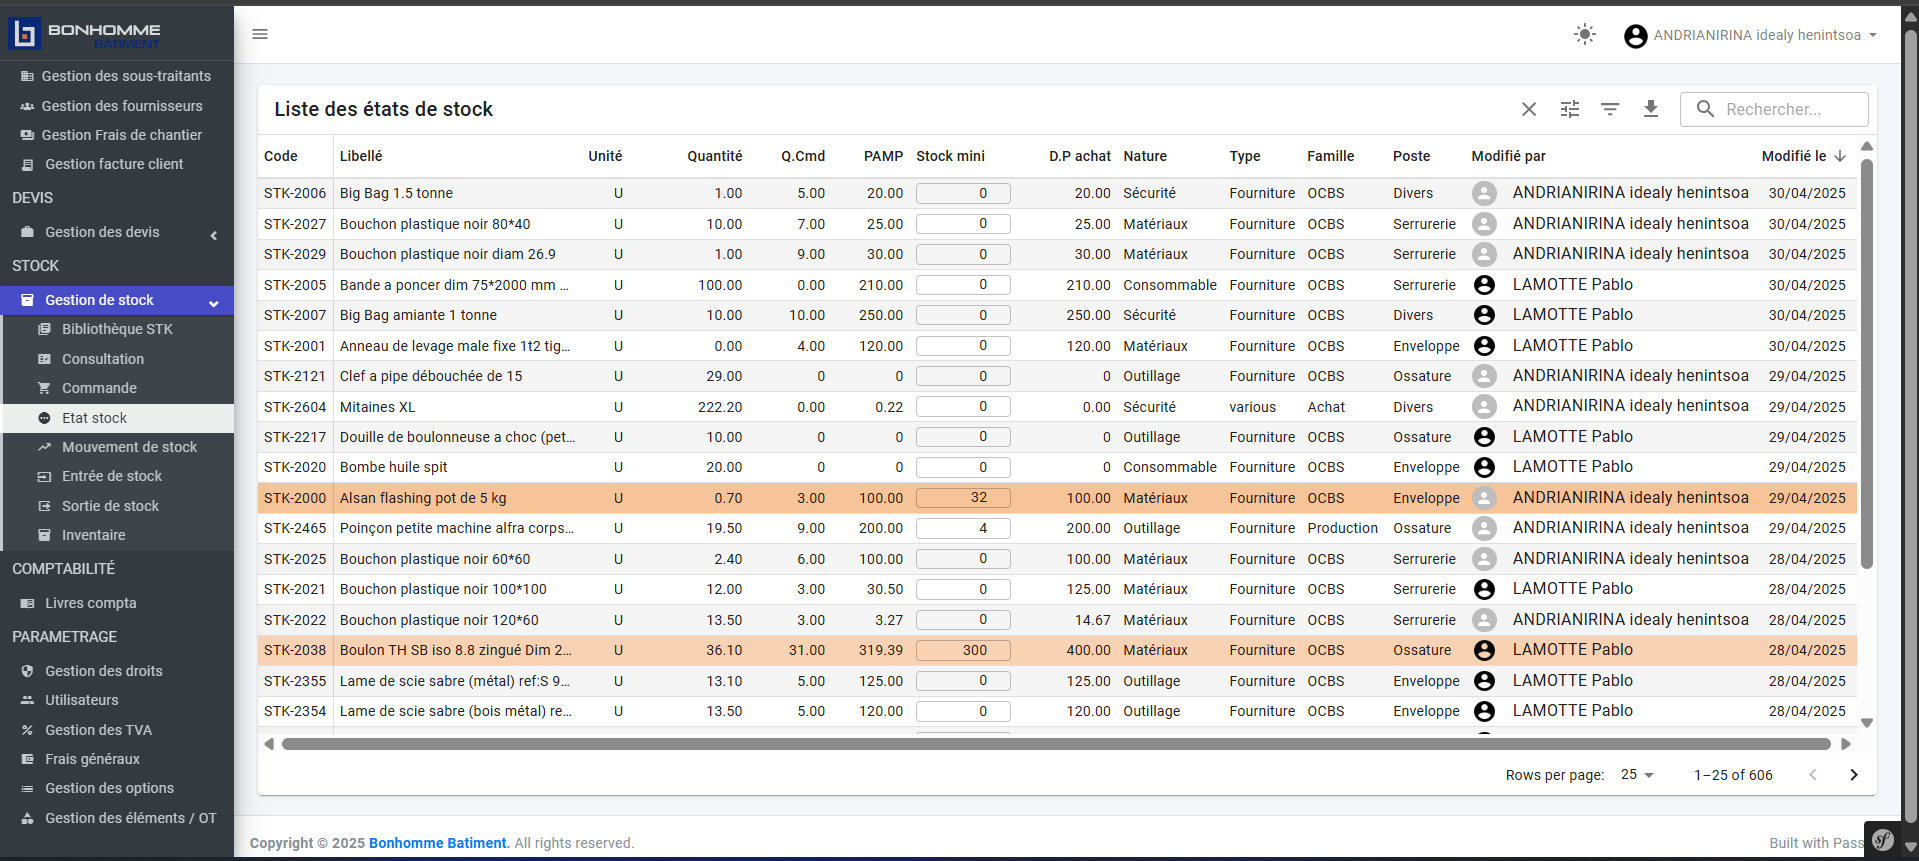 BONHOMME
BÂTIMENT
ANDRIANIRINA idealy henintsoa
Gestion des sous-traitants
Gestion des fournisseurs
Gestion Frais de chantier
Gestion facture client
DEVIS
Gestion des devis
STOCK
Gestion de stock
Bibliothèque STK
Consultation
Commande
Etat stock
Mouvement de stock
Entrée de stock
Sortie de stock
Inventaire
COMPTABILITÉ
Livres compta
PARAMETRAGE
Gestion des droits
Utilisateurs
Gestion des TVA
Frais généraux
Gestion des options
Gestion des éléments / OT
Liste des états de stock
Rechercher...
Code Libellé Unité Quantité Q.Cmd PAMP Stock mini D.P achat Nature Type Famille Poste Modifié par Modifié le
STK-2006 Big Bag 1.5 tonne U 1.00 5.00 20.00 0 20.00 Sécurité Fourniture OCBS Divers ANDRIANIRINA idealy henintsoa 30/04/2025
STK-2027 Bouchon plastique noir 80*40 U 10.00 7.00 25.00 0 25.00 Matériaux Fourniture OCBS Serrurerie ANDRIANIRINA idealy henintsoa 30/04/2025
STK-2029 Bouchon plastique noir diam 26.9 U 1.00 9.00 30.00 0 30.00 Matériaux Fourniture OCBS Serrurerie ANDRIANIRINA idealy henintsoa 30/04/2025
STK-2005 Bande a poncer dim 75*2000 mm ... U 100.00 0.00 210.00 0 210.00 Consommable Fourniture OCBS Serrurerie LAMOTTE Pablo 30/04/2025
STK-2007 Big Bag amiante 1 tonne U 10.00 10.00 250.00 0 250.00 Sécurité Fourniture OCBS Divers LAMOTTE Pablo 30/04/2025
STK-2001 Anneau de levage male fixe 1t2 tig... U 0.00 4.00 120.00 0 120.00 Matériaux Fourniture OCBS Enveloppe LAMOTTE Pablo 30/04/2025
STK-2121 Clef a pipe débouchée de 15 U 29.00 0 0 0 0 Outillage Fourniture OCBS Ossature ANDRIANIRINA idealy henintsoa 29/04/2025
STK-2604 Mitaines XL U 222.20 0.00 0.22 0 0.00 Sécurité various Achat Divers ANDRIANIRINA idealy henintsoa 29/04/2025
STK-2217 Douille de boulonneuse a choc (pet... U 10.00 0 0 0 0 Outillage Fourniture OCBS Ossature LAMOTTE Pablo 29/04/2025
STK-2020 Bombe huile spit U 20.00 0 0 0 0 Consommable Fourniture OCBS Enveloppe LAMOTTE Pablo 29/04/2025
STK-2000 Alsan flashing pot de 5 kg U 0.70 3.00 100.00 32 100.00 Matériaux Fourniture OCBS Enveloppe ANDRIANIRINA idealy henintsoa 29/04/2025
STK-2465 Poinçon petite machine alfra corps... U 19.50 9.00 200.00 4 200.00 Outillage Fourniture Production Ossature ANDRIANIRINA idealy henintsoa 29/04/2025
STK-2025 Bouchon plastique noir 60*60 U 2.40 6.00 100.00 0 100.00 Matériaux Fourniture OCBS Serrurerie ANDRIANIRINA idealy henintsoa 28/04/2025
STK-2021 Bouchon plastique noir 100*100 U 12.00 3.00 30.50 0 125.00 Matériaux Fourniture OCBS Serrurerie LAMOTTE Pablo 28/04/2025
STK-2022 Bouchon plastique noir 120*60 U 13.50 3.00 3.27 0 14.67 Matériaux Fourniture OCBS Serrurerie ANDRIANIRINA idealy henintsoa 28/04/2025
STK-2038 Boulon TH SB iso 8.8 zingué Dim 2... U 36.10 31.00 319.39 300 400.00 Matériaux Fourniture OCBS Ossature LAMOTTE Pablo 28/04/2025
STK-2355 Lame de scie sabre (métal) ref:S 9... U 13.10 5.00 125.00 0 125.00 Outillage Fourniture OCBS Enveloppe LAMOTTE Pablo 28/04/2025
STK-2354 Lame de scie sabre (bois métal) re... U 13.50 5.00 120.00 0 120.00 Outillage Fourniture OCBS Enveloppe LAMOTTE Pablo 28/04/2025
Rows per page: 25 1–25 of 606
Copyright © 2025 Bonhomme Batiment. All rights reserved.
Built with Pass
sf